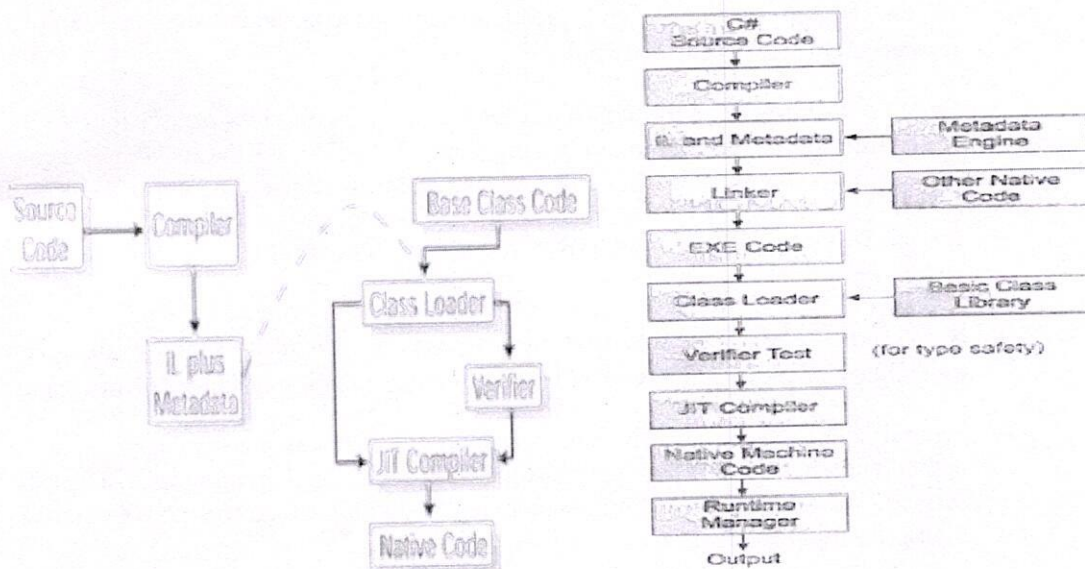 Source
Code
Compiler
IL plus
Metadata
Base Class Code
Class Loader
Verifier
JIT Compiler
Native Code
C#
Source Code
Compiler
IL and Metadata
Metadata
Engine
Linker
Other Native
Code
EXE Code
Class Loader
Basic Class
Library
Verifier Test
(for type safety)
JIT Compiler
Native Machine
Code
Runtime
Manager
Output